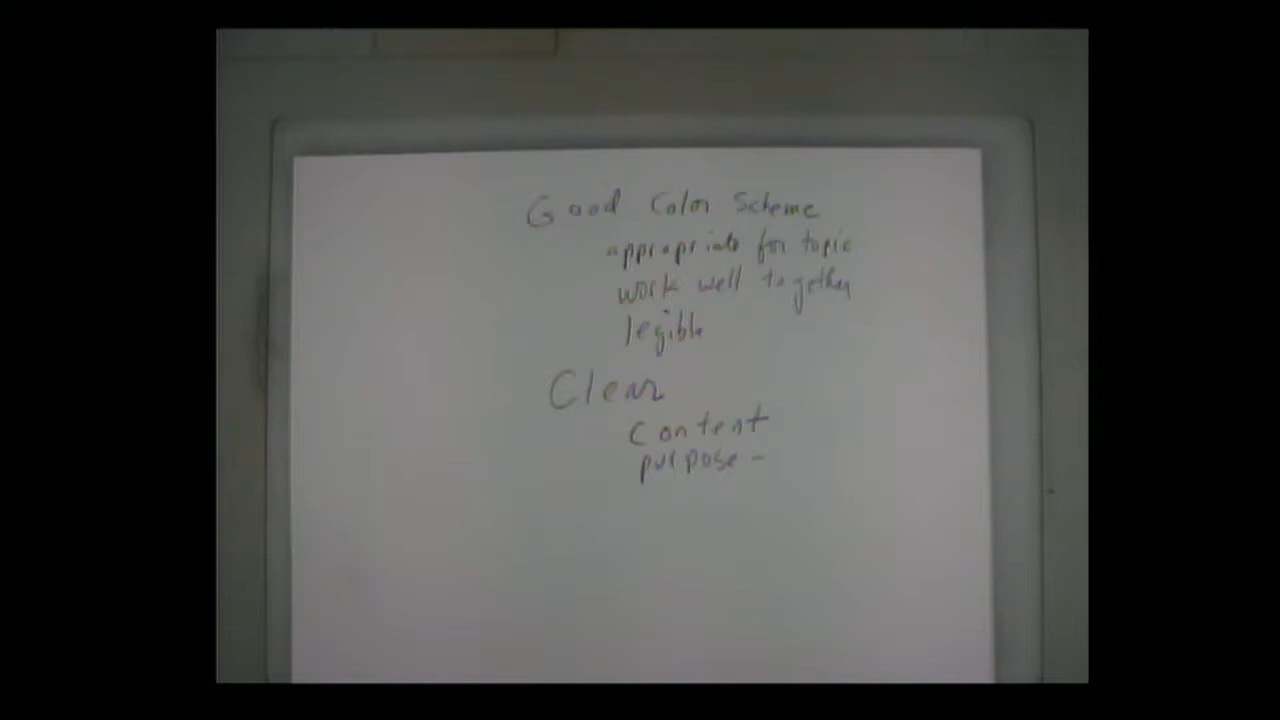 Good Color Scheme
appropriate for topic
work well together
legible
Clear
content
purpose -